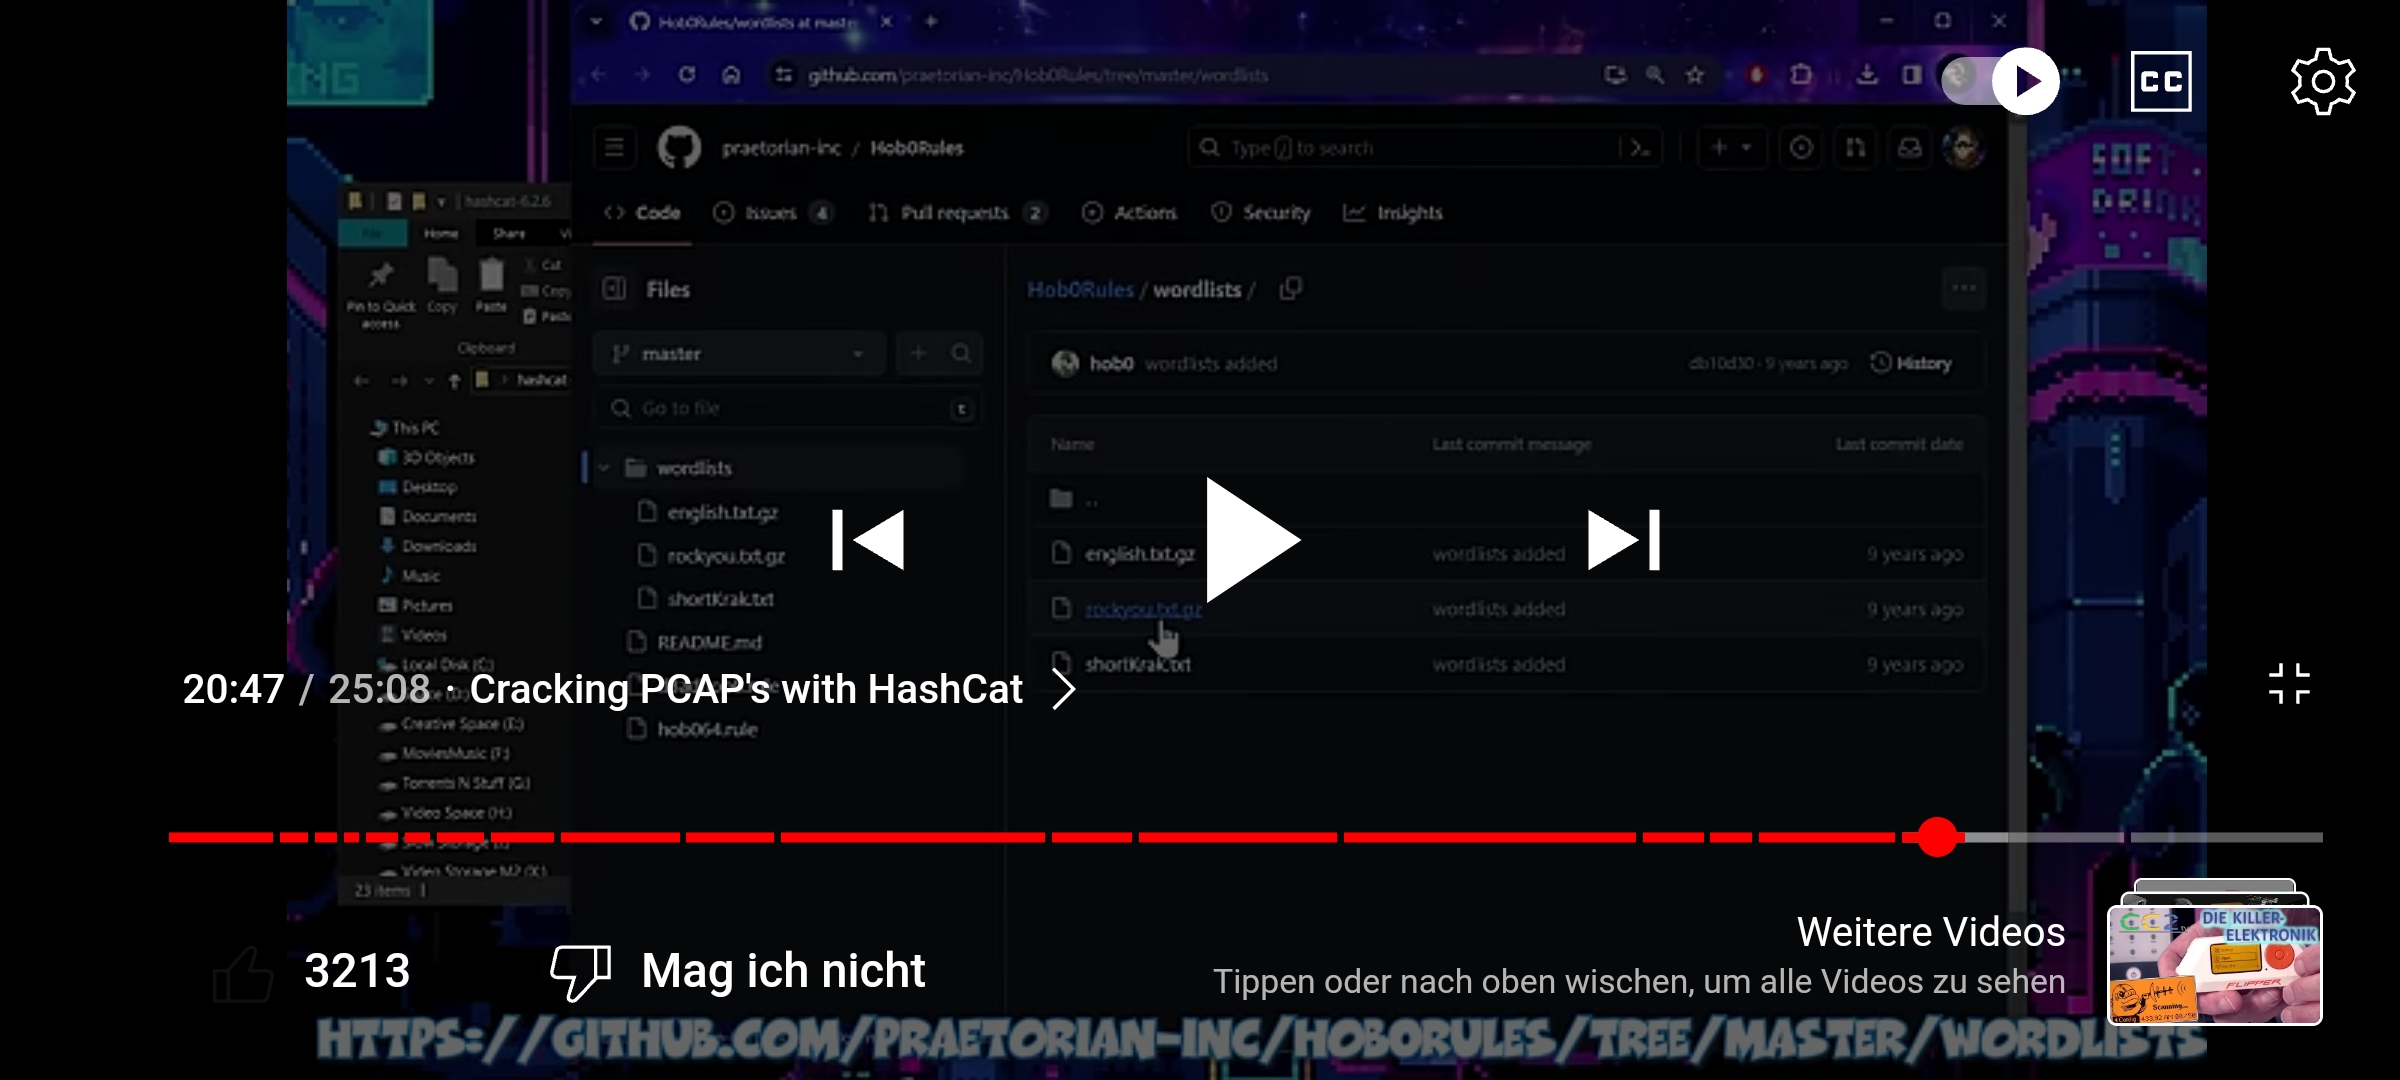 NG
Hob0Rules/wordlists at maste
github.com/praetorian-inc/Hob0Rules/tree/master/wordlists
CC
praetorian-inc / Hob0Rules
Type / to search
SOFT
DRINK
hashcat-6.2.6
Code
Issues 4
Pull requests 2
Actions
Security
Insights
File
Home
Share
Vi
Cut
Copy
Paste
Pin to Quick access
Copy
Paste
Clipboard
hashcat
Files
Hob0Rules / wordlists /
master
hob0 wordlists added
db10d30 · 9 years ago
History
Go to file
t
This PC
3D Objects
Desktop
Documents
Downloads
Music
Pictures
Videos
Local Disk (C:)
Creative Space (E:)
MoviesMusic (F:)
Torrents N Stuff (G:)
Video Space (H:)
Video Storage M2 (X:)
23 items
wordlists
english.txt.gz
rockyou.txt.gz
shortKrak.txt
README.md
hob064.rule
Name
Last commit message
Last commit date
..
english.txt.gz
wordlists added
9 years ago
rockyou.txt.gz
wordlists added
9 years ago
shortKrak.txt
wordlists added
9 years ago
20:47 / 25:08 · Cracking PCAP's with HashCat
3213
Mag ich nicht
Weitere Videos
Tippen oder nach oben wischen, um alle Videos zu sehen
DIE KILLER-
ELEKTRONIK
FLIPPER
Scanning...
HTTPS://GITHUB.COM/PRAETORIAN-INC/HOBORULES/TREE/MASTER/WORDLISTS